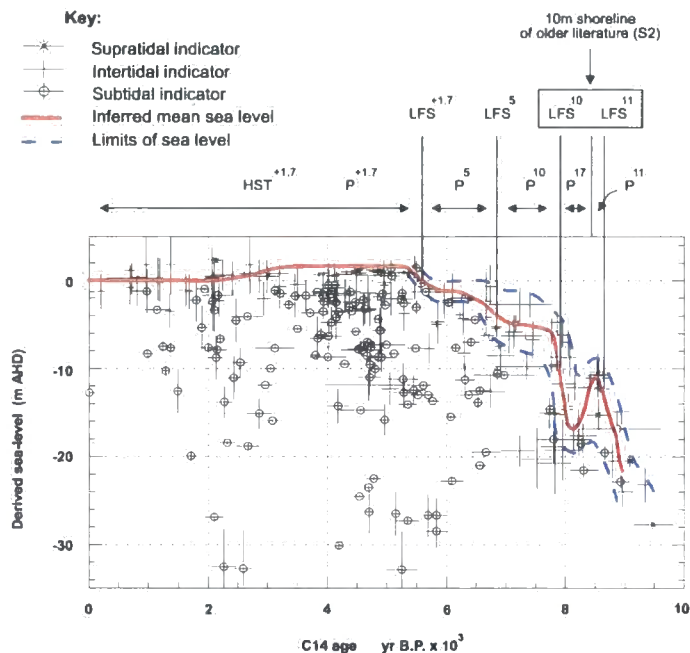 Key:
Supratidal indicator
Intertidal indicator
Subtidal indicator
Inferred mean sea level
Limits of sea level
10m shoreline
of older literature (S2)
LFS+1.7 LFS5 LFS10 LFS11
HST+1.7 P+1.7 P5 P10 P17 P11
Derived sea-level (m AHD)
0
-10
-20
-30
0 2 4 6 8 10
C14 age yr B.P. x 10³